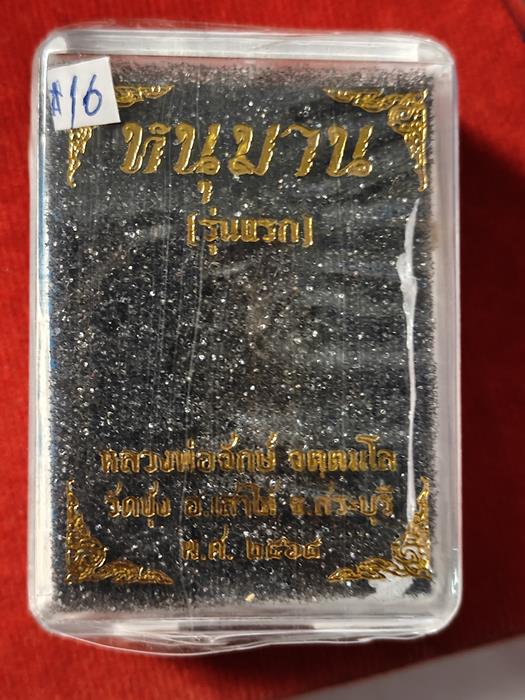 #16
หนุมาน
(รุ่นแรก)
หลวงพ่อจักษ์ จตฺตมโล
วัดชุ้ง อ.เสาไห้ จ.สระบุรี
พ.ศ. ๒๕๖๔